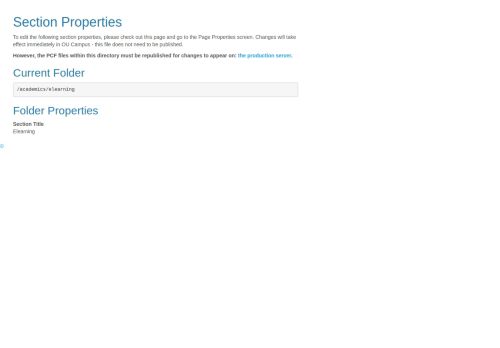 Section Properties
To edit the following section properties, please check out this page and go to the Page Properties screen. Changes will take
effect immediately in OU Campus - this file does not need to be published.
However, the PCF files within this directory must be republished for changes to appear on: the production server.
Current Folder
/academics/elearning
Folder Properties
Section Title
Elearning